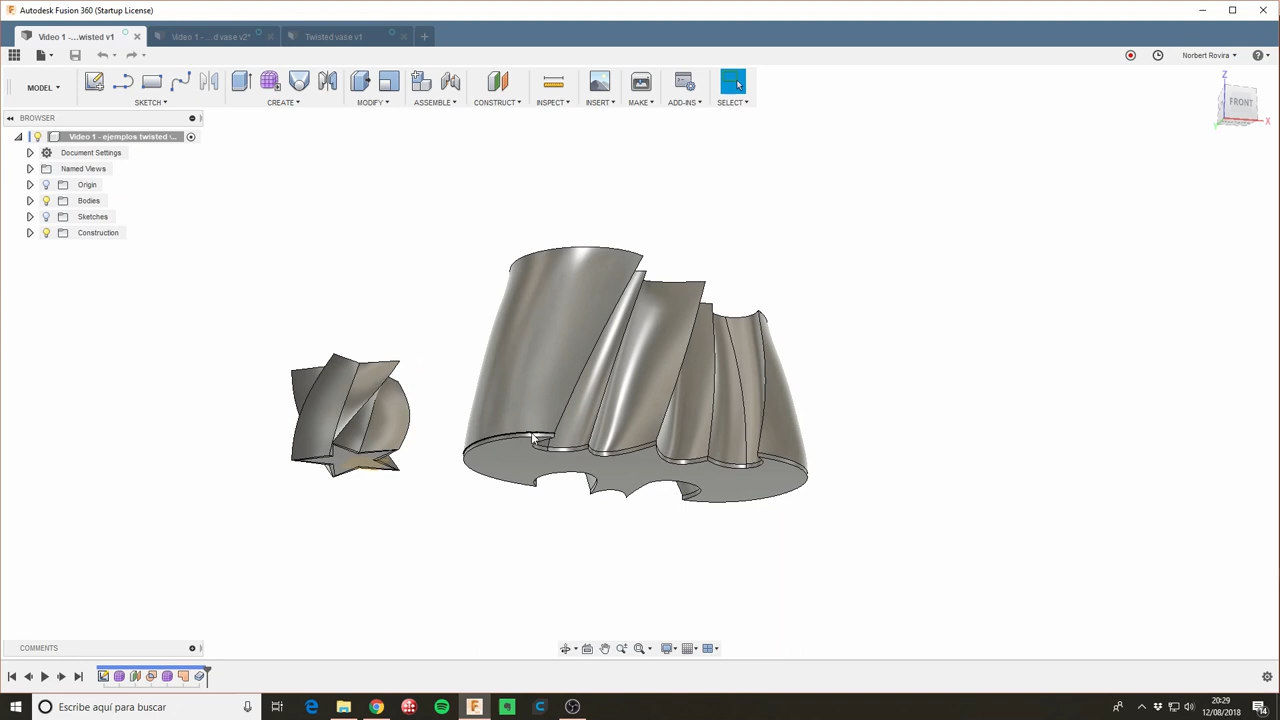 Autodesk Fusion 360 (Startup License)
Video 1 -...wisted v1
Video 1 - ...d vase v2*
Twisted vase v1
Norbert Rovira
MODEL
SKETCH
CREATE
MODIFY
ASSEMBLE
CONSTRUCT
INSPECT
INSERT
MAKE
ADD-INS
SELECT
Z
FRONT
X
Y
BROWSER
Video 1 - ejemplos twisted v...
Document Settings
Named Views
Origin
Bodies
Sketches
Construction
COMMENTS
Escribe aquí para buscar
20:29
12/08/2018
14